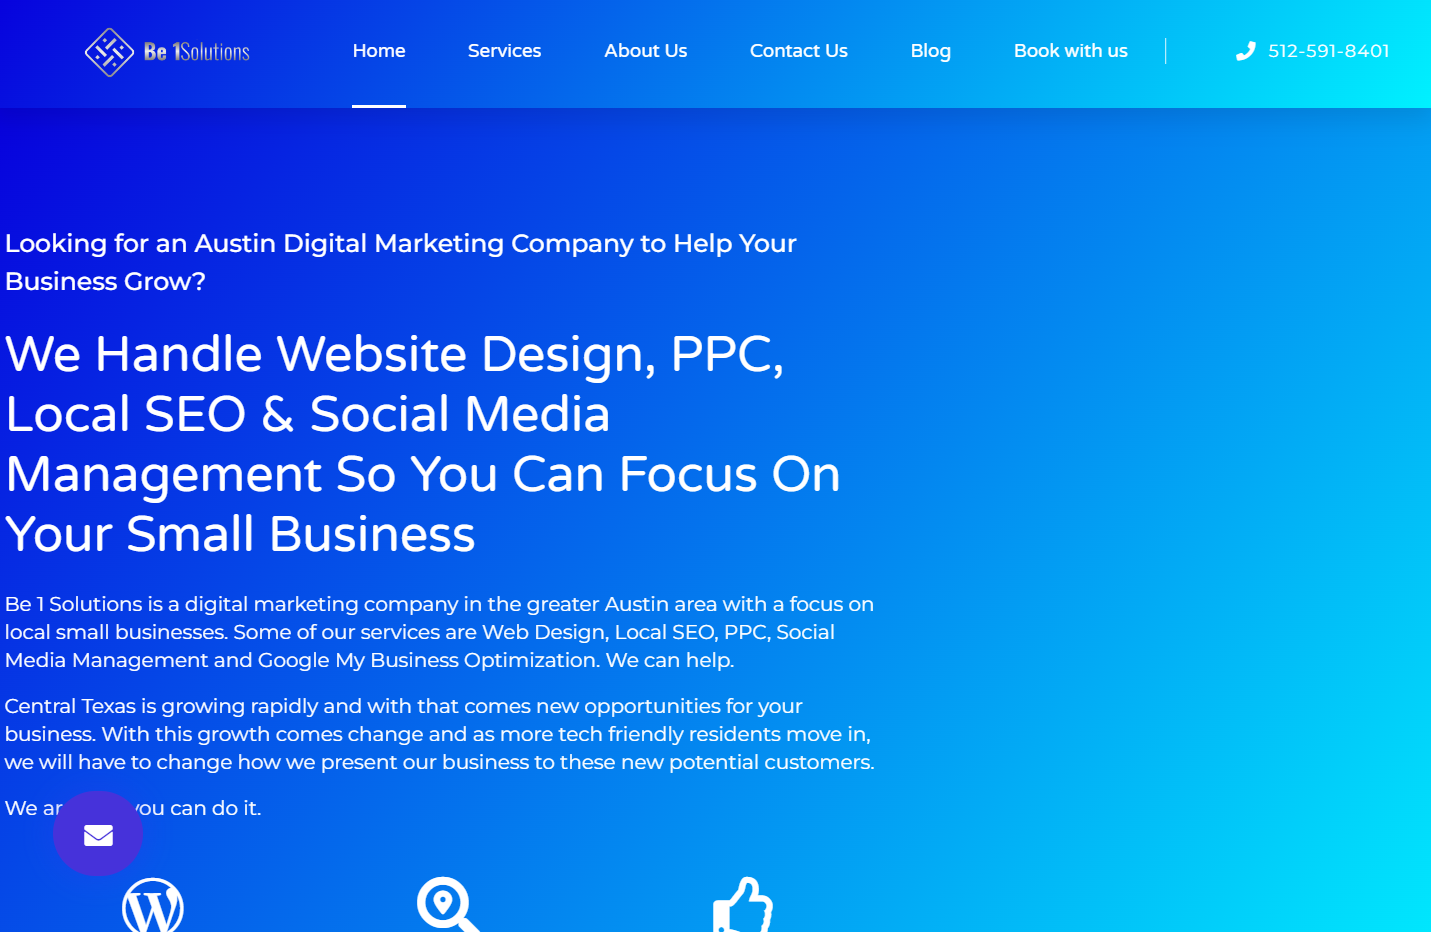 Be 1Solutions
Home
Services
About Us
Contact Us
Blog
Book with us
512-591-8401
Looking for an Austin Digital Marketing Company to Help Your
Business Grow?
We Handle Website Design, PPC,
Local SEO & Social Media
Management So You Can Focus On
Your Small Business
Be 1 Solutions is a digital marketing company in the greater Austin area with a focus on
local small businesses. Some of our services are Web Design, Local SEO, PPC, Social
Media Management and Google My Business Optimization. We can help.
Central Texas is growing rapidly and with that comes new opportunities for your
business. With this growth comes change and as more tech friendly residents move in,
we will have to change how we present our business to these new potential customers.
We you can do it.